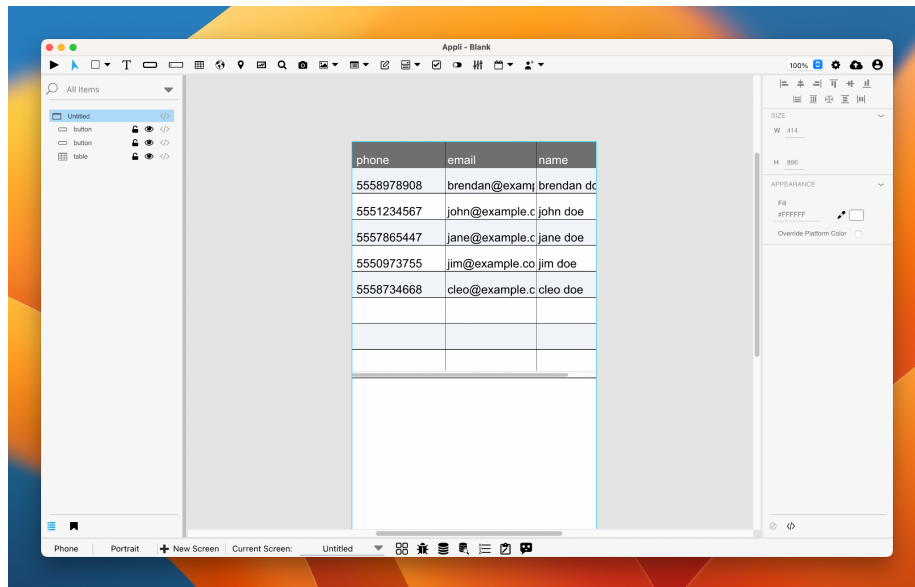 Appli - Blank
T
100%
All Items
Untitled
button
button
table
phone email name
5558978908 brendan@examp brendan do
5551234567 john@example.c john doe
5557865447 jane@example.c jane doe
5550973755 jim@example.co jim doe
5558734668 cleo@example.c cleo doe
SIZE
W 414
H 896
APPEARANCE
Fill
#FFFFFF
Override Platform Color
Phone Portrait New Screen Current Screen: Untitled